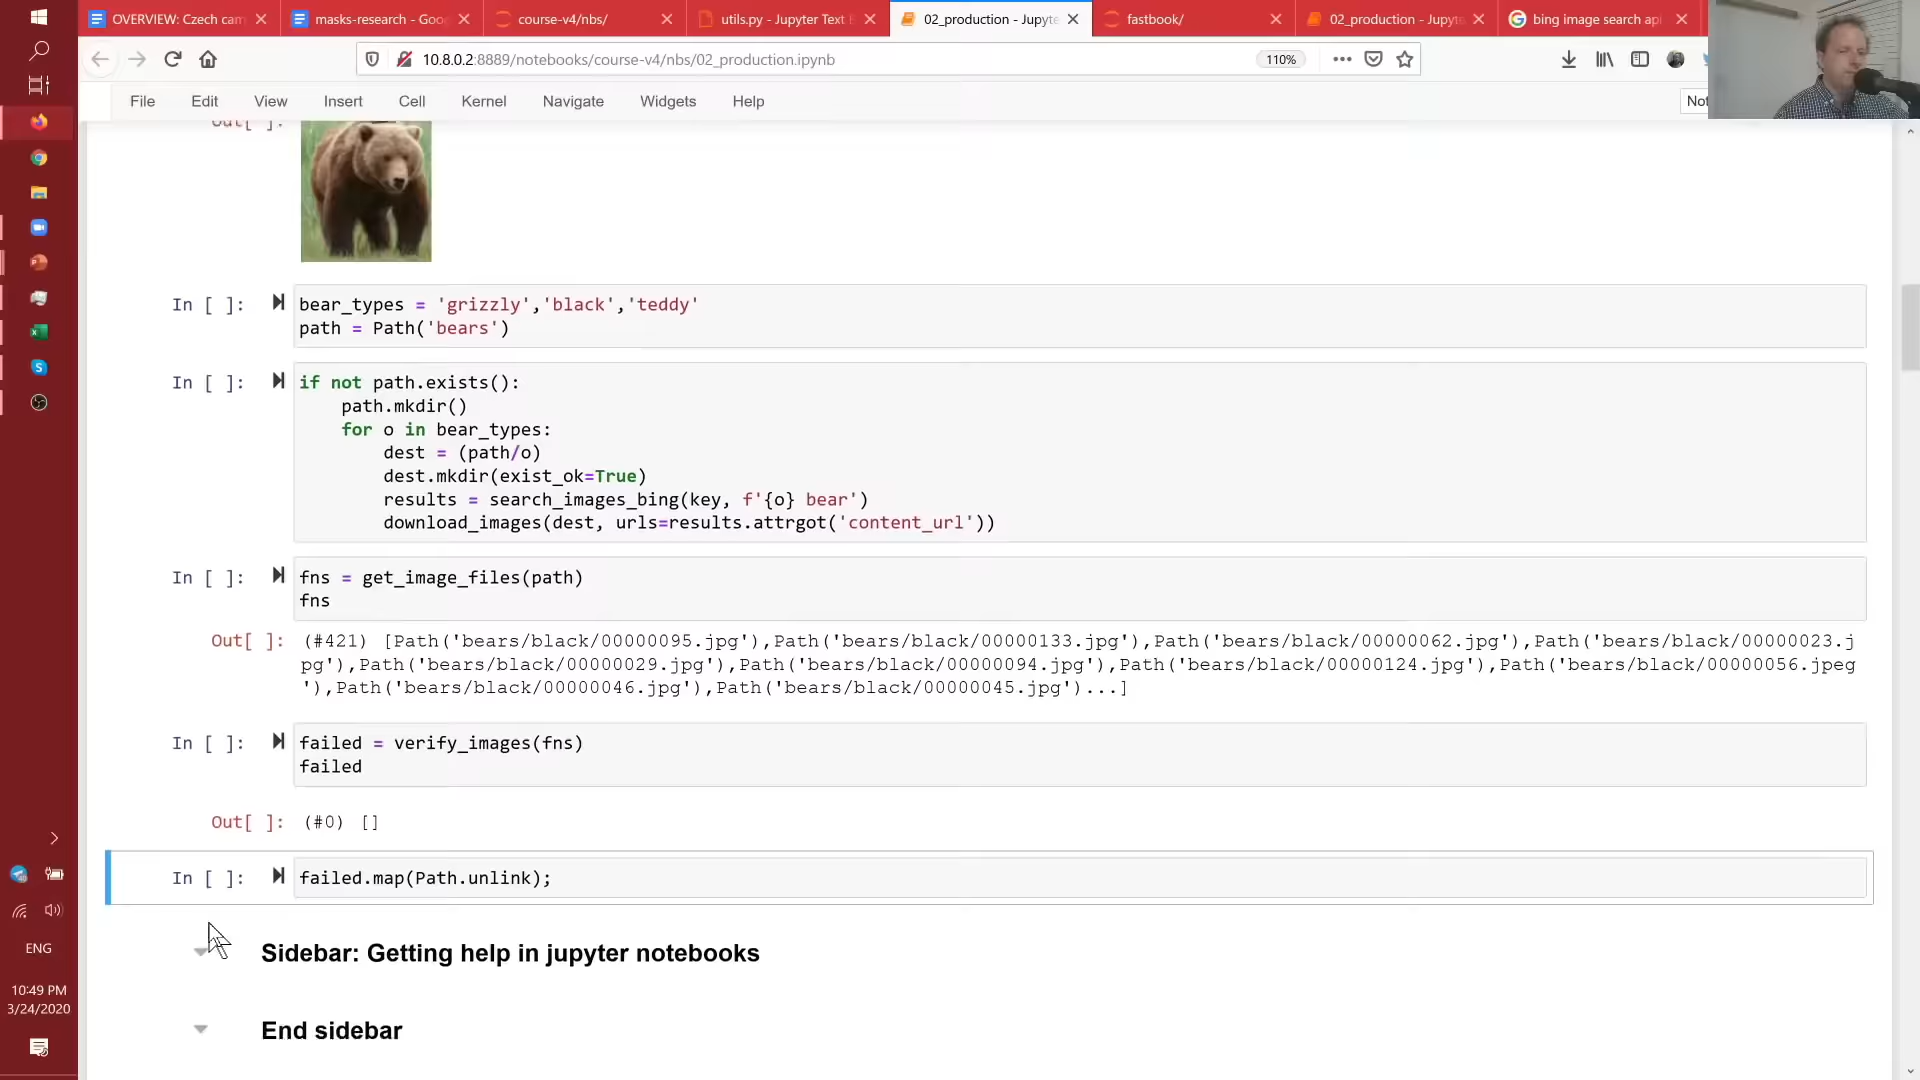 OVERVIEW: Czech cam
masks-research - Goo
course-v4/nbs/
utils.py - Jupyter Text E
02_production - Jupyte
fastbook/
02_production - Jupyte
bing image search api
10.8.0.2:8889/notebooks/course-v4/nbs/02_production.ipynb
110%
File Edit View Insert Cell Kernel Navigate Widgets Help
Not
Out[ ]:
In [ ]: bear_types = 'grizzly','black','teddy'
path = Path('bears')
In [ ]: if not path.exists():
path.mkdir()
for o in bear_types:
dest = (path/o)
dest.mkdir(exist_ok=True)
results = search_images_bing(key, f'{o} bear')
download_images(dest, urls=results.attrgot('content_url'))
In [ ]: fns = get_image_files(path)
fns
Out[ ]: (#421) [Path('bears/black/00000095.jpg'),Path('bears/black/00000133.jpg'),Path('bears/black/00000062.jpg'),Path('bears/black/00000023.j
pg'),Path('bears/black/00000029.jpg'),Path('bears/black/00000094.jpg'),Path('bears/black/00000124.jpg'),Path('bears/black/00000056.jpeg
'),Path('bears/black/00000046.jpg'),Path('bears/black/00000045.jpg')...]
In [ ]: failed = verify_images(fns)
failed
Out[ ]: (#0) []
In [ ]: failed.map(Path.unlink);
Sidebar: Getting help in jupyter notebooks
End sidebar
ENG
10:49 PM
3/24/2020